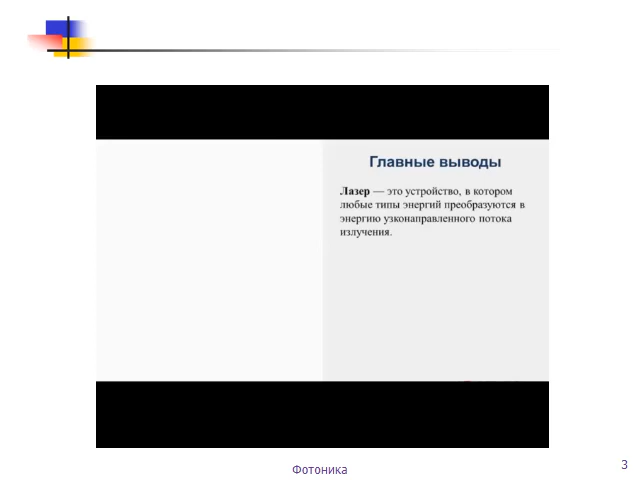 Главные выводы
Лазер — это устройство, в котором
любые типы энергий преобразуются в
энергию узконаправленного потока
излучения.
Фотоника
3